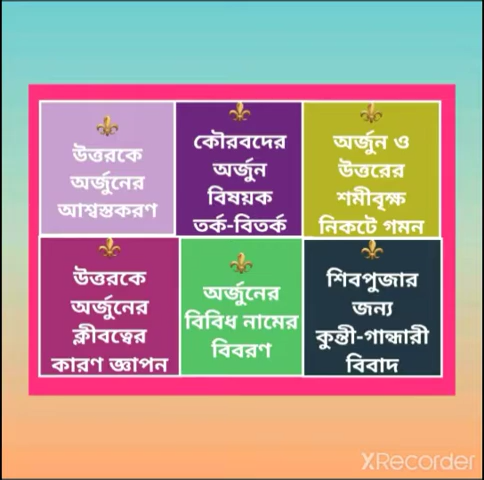 উত্তরকে
অর্জুনের
আশ্বস্তকরণ
কৌরবদের
অর্জুন
বিষয়ক
তর্ক-বিতর্ক
অর্জুন ও
উত্তরের
শমীবৃক্ষ
নিকটে গমন
উত্তরকে
অর্জুনের
ক্লীবত্বের
কারণ জ্ঞাপন
অর্জুনের
বিবিধ নামের
বিবরণ
শিবপুজার
জন্য
কুন্তী-গান্ধারী
বিবাদ
XRecorder